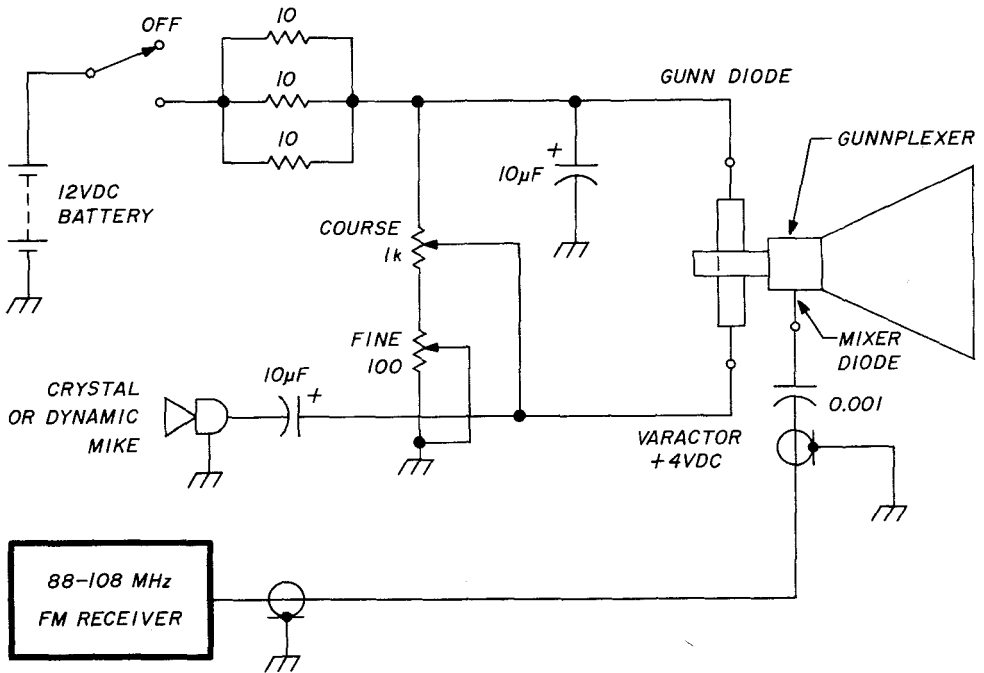 OFF
10
10
10
GUNN DIODE
GUNNPLEXER
12VDC
BATTERY
+
10µF
COURSE
1k
FINE
100
MIXER
DIODE
10µF
+
CRYSTAL
OR DYNAMIC
MIKE
0.001
VARACTOR
+4VDC
88-108 MHz
FM RECEIVER